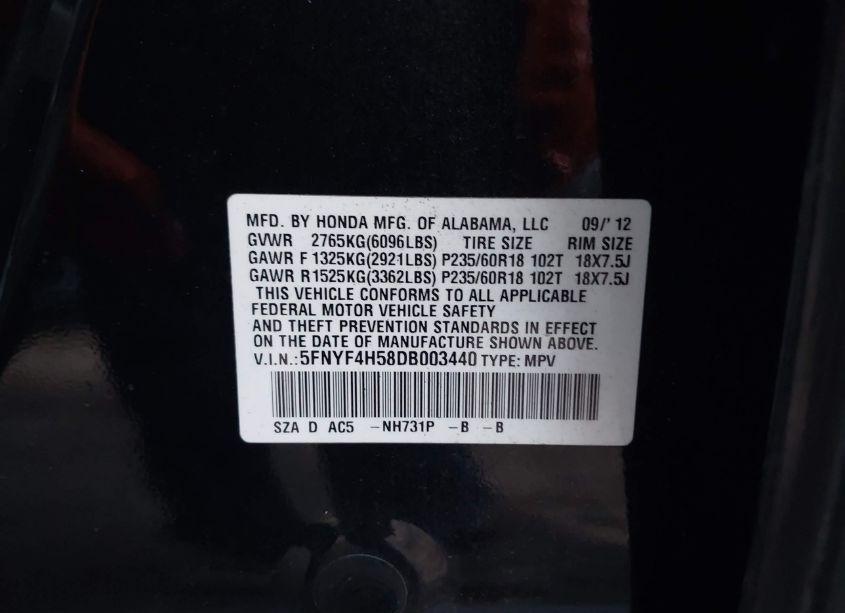 MFD. BY HONDA MFG. OF ALABAMA, LLC 09/' 12
GVWR 2765KG(6096LBS) TIRE SIZE RIM SIZE
GAWR F 1325KG(2921LBS) P235/60R18 102T 18X7.5J
GAWR R1525KG(3362LBS) P235/60R18 102T 18X7.5J
THIS VEHICLE CONFORMS TO ALL APPLICABLE
FEDERAL MOTOR VEHICLE SAFETY
AND THEFT PREVENTION STANDARDS IN EFFECT
ON THE DATE OF MANUFACTURE SHOWN ABOVE.
V.I.N.:5FNYF4H58DB003440 TYPE: MPV
SZA D AC5 -NH731P -B -B